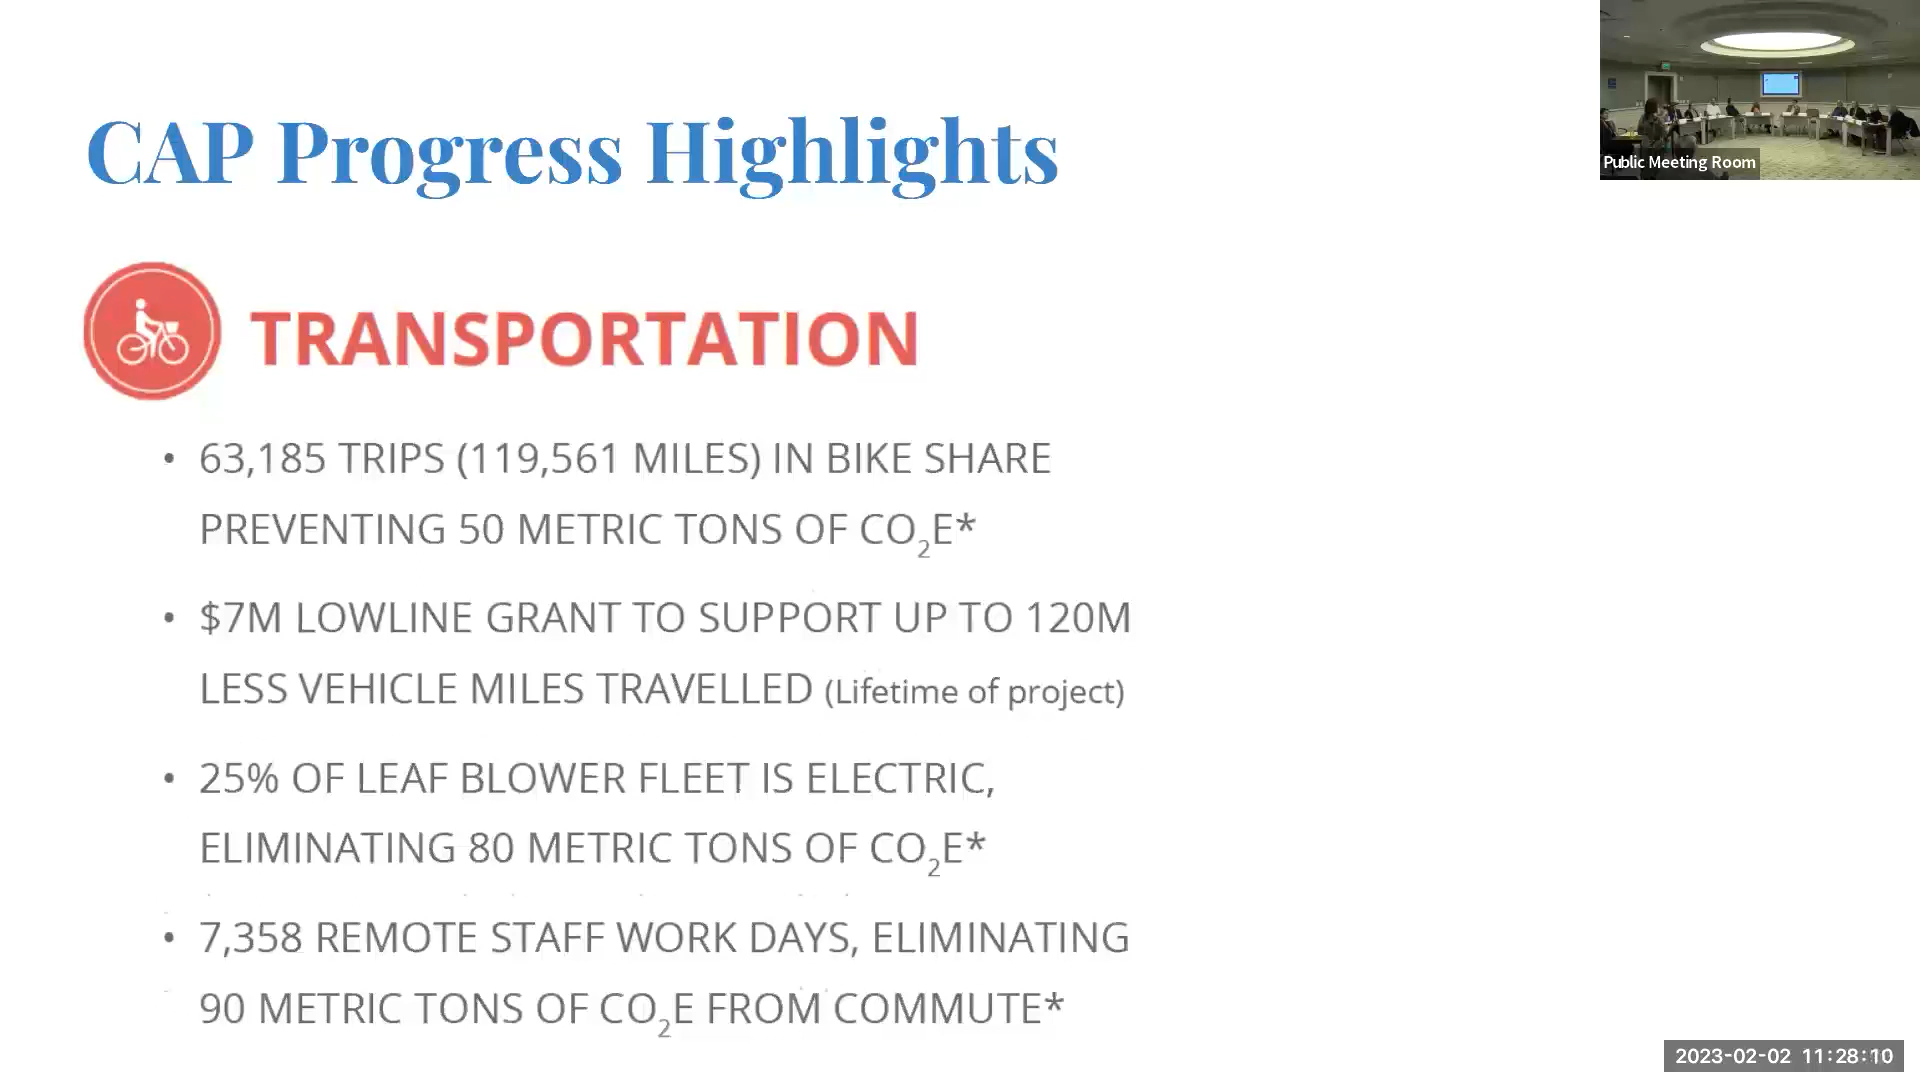 CAP Progress Highlights
Public Meeting Room
TRANSPORTATION
• 63,185 TRIPS (119,561 MILES) IN BIKE SHARE
PREVENTING 50 METRIC TONS OF CO₂E*
• $7M LOWLINE GRANT TO SUPPORT UP TO 120M
LESS VEHICLE MILES TRAVELLED (Lifetime of project)
• 25% OF LEAF BLOWER FLEET IS ELECTRIC,
ELIMINATING 80 METRIC TONS OF CO₂E*
• 7,358 REMOTE STAFF WORK DAYS, ELIMINATING
90 METRIC TONS OF CO₂E FROM COMMUTE*
2023-02-02 11:28:10